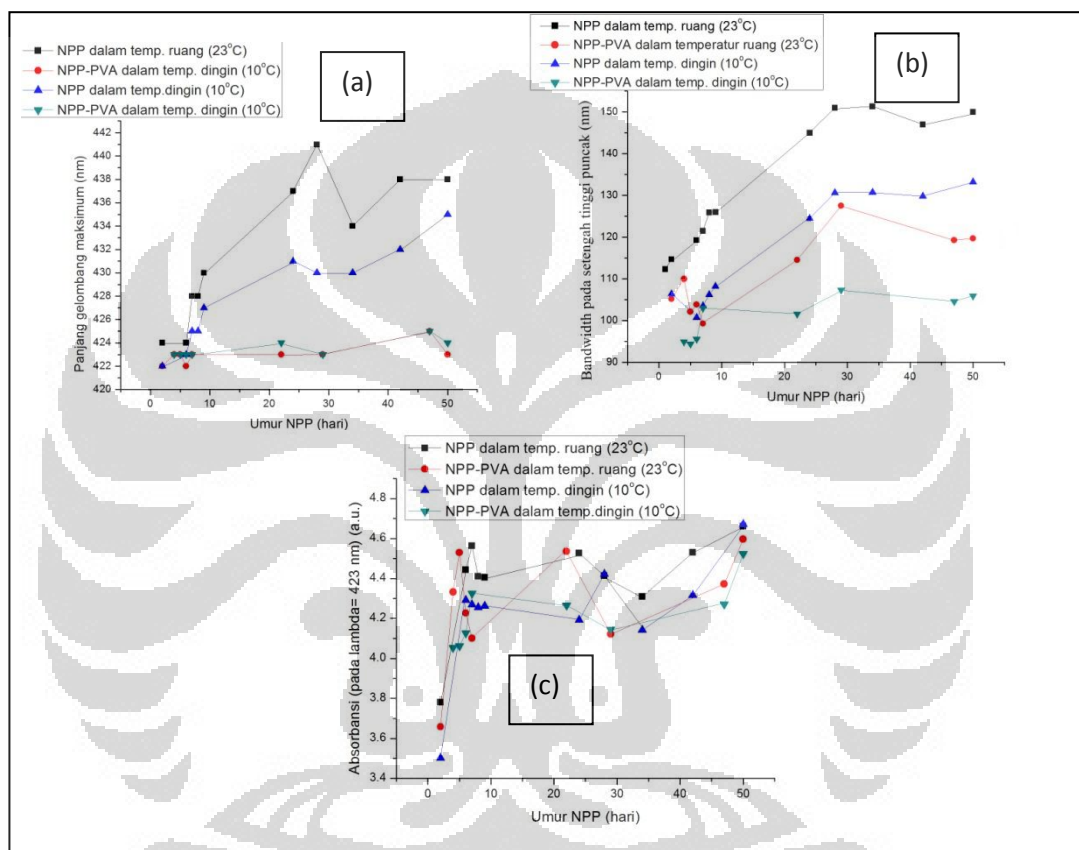 NPP dalam temp. ruang (23°C)
NPP-PVA dalam temp. dingin (10°C)
NPP dalam temp.dingin (10°C)
NPP-PVA dalam temp. dingin (10°C)
(a)
Panjang gelombang maksimum (nm)
442
440
438
436
434
432
430
428
426
424
422
420
0 10 20 30 40 50
Umur NPP (hari)
NPP dalam temp. ruang (23°C)
NPP-PVA dalam temperatur ruang (23°C)
NPP dalam temp. dingin (10°C)
NPP-PVA dalam temp. dingin (10°C)
(b)
Bandwidth pada setengah tinggi puncak (nm)
150
140
130
120
110
100
90
0 10 20 30 40 50
Umur NPP (hari)
NPP dalam temp. ruang (23°C)
NPP-PVA dalam temp. ruang (23°C)
NPP dalam temp. dingin (10°C)
NPP-PVA dalam temp.dingin (10°C)
(c)
Absorbansi (pada lambda= 423 nm) (a.u.)
4.8
4.6
4.4
4.2
4.0
3.8
3.6
3.4
0 10 20 30 40 50
Umur NPP (hari)